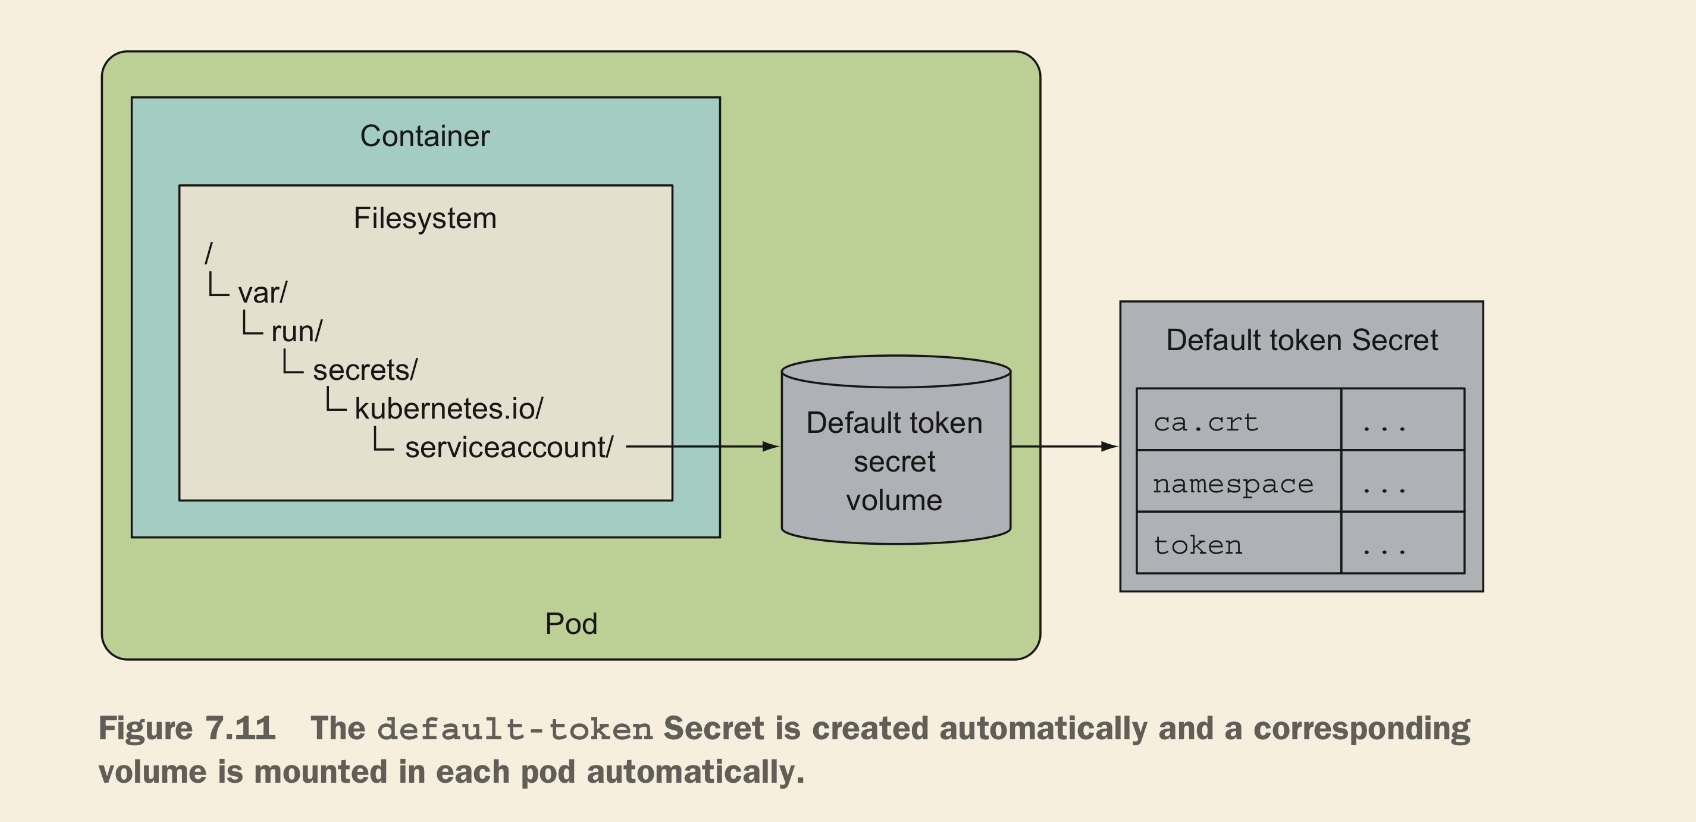 Container
Filesystem
/
var/
run/
secrets/
kubernetes.io/
serviceaccount/
Default token
secret
volume
Pod
Default token Secret
ca.crt ...
namespace ...
token ...
Figure 7.11 The default-token Secret is created automatically and a corresponding
volume is mounted in each pod automatically.